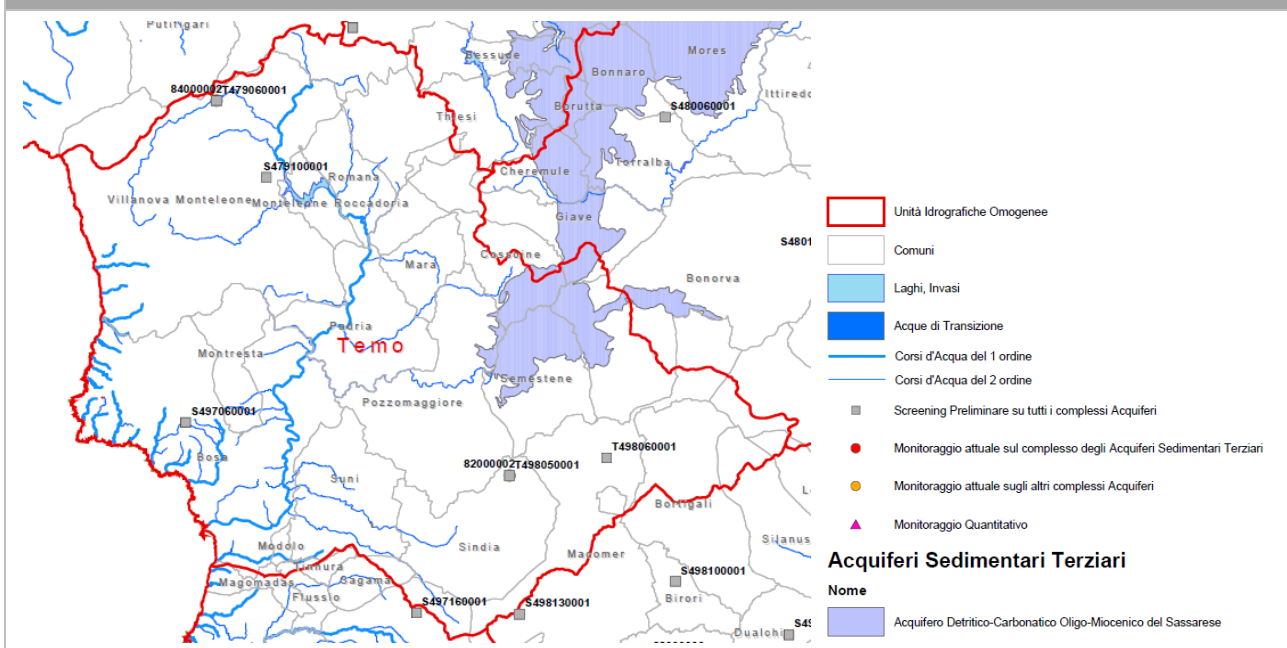 Putifigari
Mores
Bessude
Bonnaro
84000002 T479060001
Ittiredd
Borutta
S480060001
Thiesi
S479100001
Torralba
Romana
Cheremule
Villanova Monteleone
Monteleone Roccadoria
Giave
S4801
Cossoine
Mara
Bonorva
Padria
Temo
Montresta
Semestene
Pozzomaggiore
S497060001
Bosa
T498060001
82000002 T498050001
Suni
Bortigali
Sindia
Silanus
Modolo
Macomer
Tinnura
Magomadas
Sagama
S498100001
Flussio
Birori
S497160001
S498130001
Dualchi
S49
Unità Idrografiche Omogenee
Comuni
Laghi, Invasi
Acque di Transizione
Corsi d'Acqua del 1 ordine
Corsi d'Acqua del 2 ordine
Screening Preliminare su tutti i complessi Acquiferi
Monitoraggio attuale sul complesso degli Acquiferi Sedimentari Terziari
Monitoraggio attuale sugli altri complessi Acquiferi
Monitoraggio Quantitativo
Acquiferi Sedimentari Terziari
Nome
Acquifero Detritico-Carbonatico Oligo-Miocenico del Sassarese